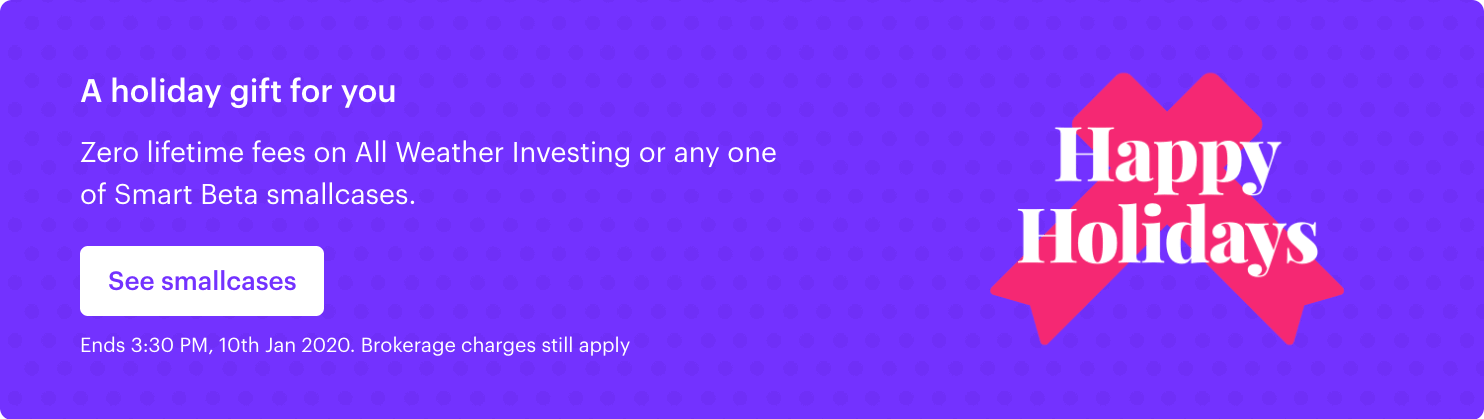 A holiday gift for you
Zero lifetime fees on All Weather Investing or any one
of Smart Beta smallcases.
See smallcases
Ends 3:30 PM, 10th Jan 2020. Brokerage charges still apply
Happy
Holidays